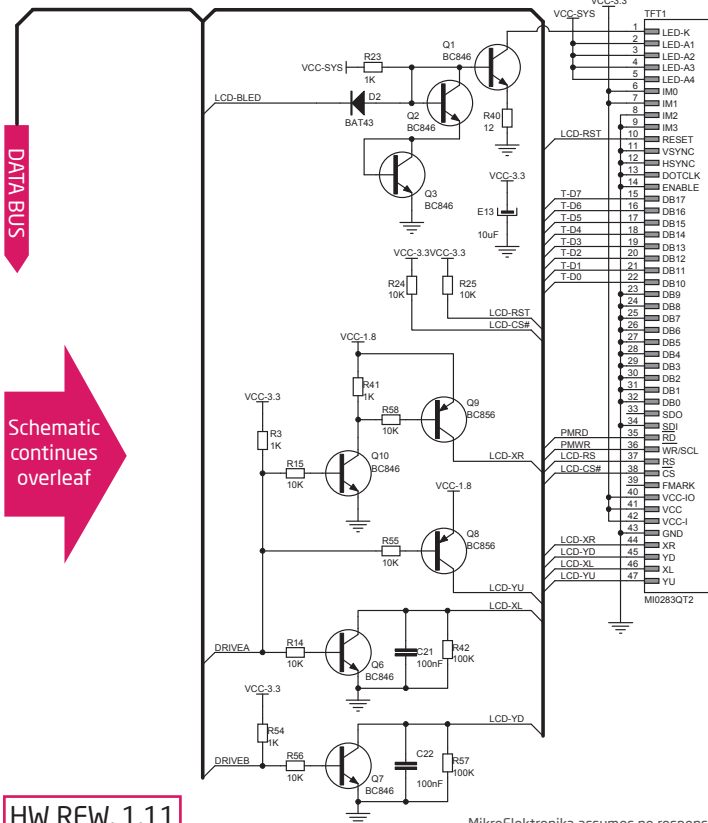 VCC-3.3
VCC-SYS
TFT1
DATA BUS
VCC-SYS
R23
1K
Q1
BC846
LCD-BLED
D2
BAT43
Q2
BC846
R40
12
Q3
BC846
VCC-3.3
E13
10uF
LCD-RST
T-D7
T-D6
T-D5
T-D4
T-D3
T-D2
T-D1
T-D0
VCC-3.3VCC-3.3
R24
10K
R25
10K
LCD-RST
LCD-CS#
1 LED-K
2 LED-A1
3 LED-A2
4 LED-A3
5 LED-A4
6 IM0
7 IM1
8 IM2
9 IM3
10 RESET
11 VSYNC
12 HSYNC
13 DOTCLK
14 ENABLE
15 DB17
16 DB16
17 DB15
18 DB14
19 DB13
20 DB12
21 DB11
22 DB10
23 DB9
24 DB8
25 DB7
26 DB6
27 DB5
28 DB4
29 DB3
30 DB2
31 DB1
32 DB0
33 SDO
34 SDI
35 RD
36 WR/SCL
37 RS
38 CS
39 FMARK
40 VCC-IO
41 VCC
42 VCC-I
43 GND
44 XR
45 YD
46 XL
47 YU
MI0283QT2
PMRD
PMWR
LCD-RS
LCD-CS#
LCD-XR
LCD-YD
LCD-XL
LCD-YU
Schematic
continues
overleaf
VCC-1.8
R41
1K
VCC-3.3
R3
1K
R58
10K
Q9
BC856
R15
10K
Q10
BC846
LCD-XR
VCC-1.8
R55
10K
Q8
BC856
LCD-YU
LCD-XL
DRIVEA
R14
10K
Q6
BC846
C21
100nF
R42
100K
VCC-3.3
R54
1K
LCD-YD
DRIVEB
R56
10K
Q7
BC846
C22
100nF
R57
100K
HW REW. 1.11
MikroElektronika assumes no respons